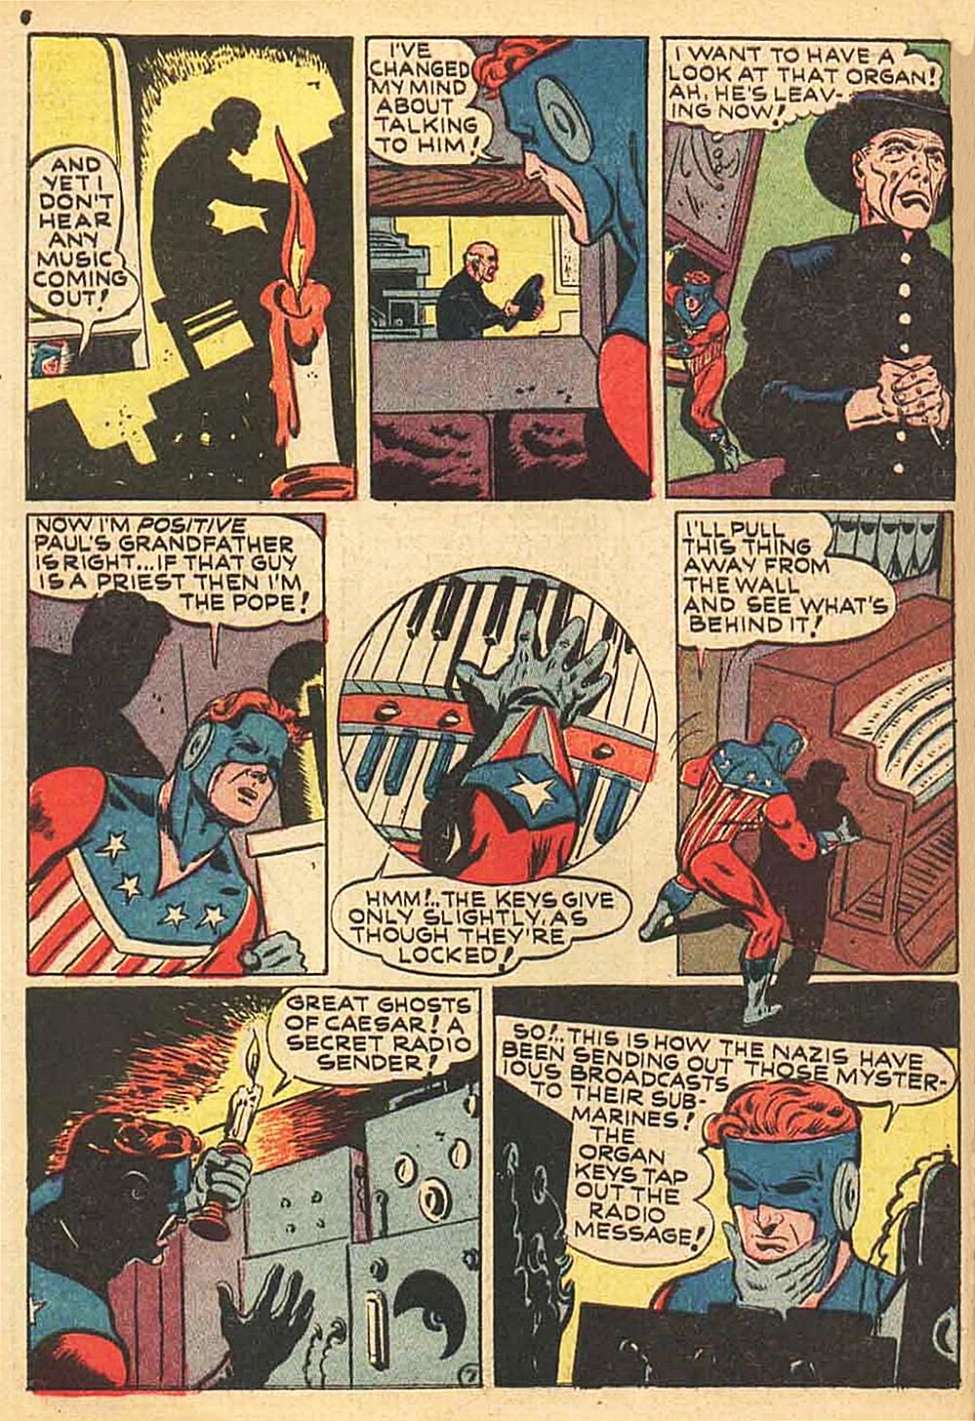 6
AND
YET I
DON'T
HEAR
ANY
MUSIC
COMING
OUT!
I'VE
CHANGED
MY MIND
ABOUT
TALKING
TO HIM!
I WANT TO HAVE A
LOOK AT THAT ORGAN!
AH, HE'S LEAV-
ING NOW!
NOW I'M POSITIVE
PAUL'S GRANDFATHER
IS RIGHT...IF THAT GUY
IS A PRIEST THEN I'M
THE POPE!
HMM!..THE KEYS GIVE
ONLY SLIGHTLY, AS
THOUGH THEY'RE
LOCKED!
I'LL PULL
THIS THING
AWAY FROM
THE WALL
AND SEE WHAT'S
BEHIND IT!
GREAT GHOSTS
OF CAESAR! A
SECRET RADIO
SENDER!
7
SO!..THIS IS HOW THE NAZIS HAVE
BEEN SENDING OUT THOSE MYSTER-
IOUS BROADCASTS
TO THEIR SUB-
MARINES!
THE
ORGAN
KEYS TAP
OUT THE
RADIO
MESSAGE!